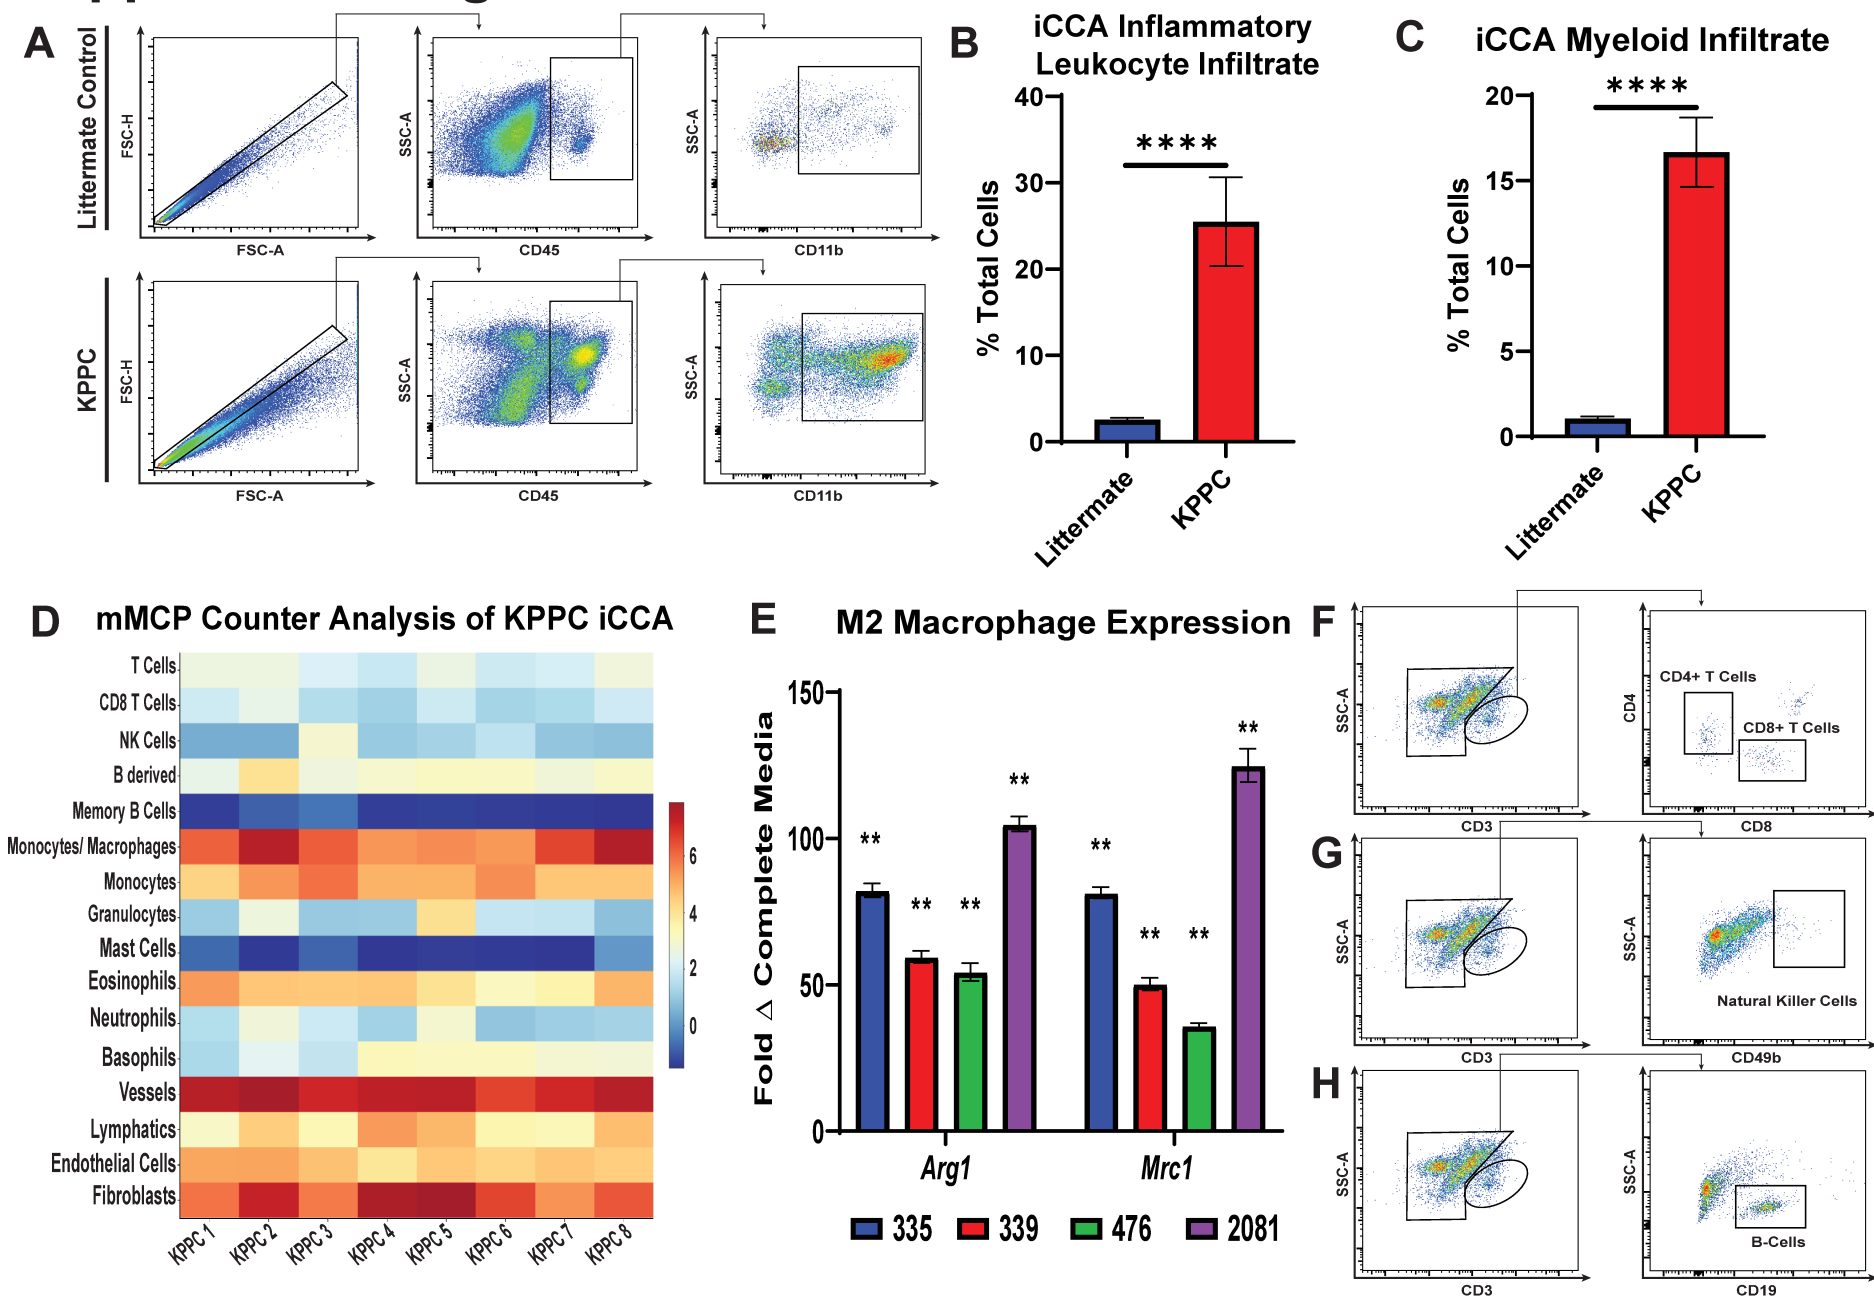 A
Littermate Control
FSC-H
FSC-A
SSC-A
CD45
SSC-A
CD11b
KPPC
FSC-H
FSC-A
SSC-A
CD45
SSC-A
CD11b
B
iCCA Inflammatory
Leukocyte Infiltrate
% Total Cells
40
30
20
10
0
****
Littermate
KPPC
C
iCCA Myeloid Infiltrate
% Total Cells
20
15
10
5
0
****
Littermate
KPPC
D
mMCP Counter Analysis of KPPC iCCA
T Cells
CD8 T Cells
NK Cells
B derived
Memory B Cells
Monocytes/ Macrophages
Monocytes
Granulocytes
Mast Cells
Eosinophils
Neutrophils
Basophils
Vessels
Lymphatics
Endothelial Cells
Fibroblasts
KPPC 1
KPPC 2
KPPC 3
KPPC 4
KPPC 5
KPPC 6
KPPC 7
KPPC 8
6
4
2
0
E
M2 Macrophage Expression
Fold Δ Complete Media
150
100
50
0
**
**
**
**
**
**
**
**
Arg1
Mrc1
335
339
476
2081
F
SSC-A
CD3
CD4
CD4+ T Cells
CD8+ T Cells
CD8
G
SSC-A
CD3
SSC-A
Natural Killer Cells
CD49b
H
SSC-A
CD3
SSC-A
B-Cells
CD19